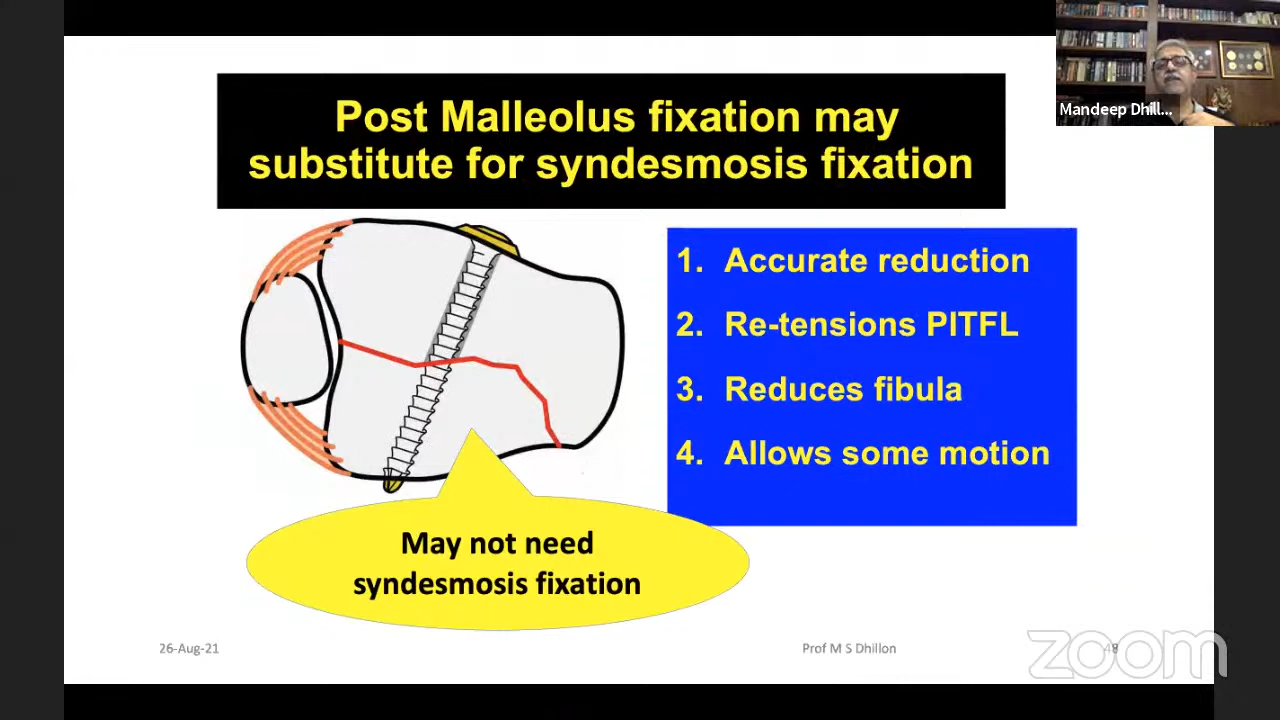 Mandeep Dhill...
Post Malleolus fixation may
substitute for syndesmosis fixation
1. Accurate reduction
2. Re-tensions PITFL
3. Reduces fibula
4. Allows some motion
May not need
syndesmosis fixation
26-Aug-21
Prof M S Dhillon
48
zoom